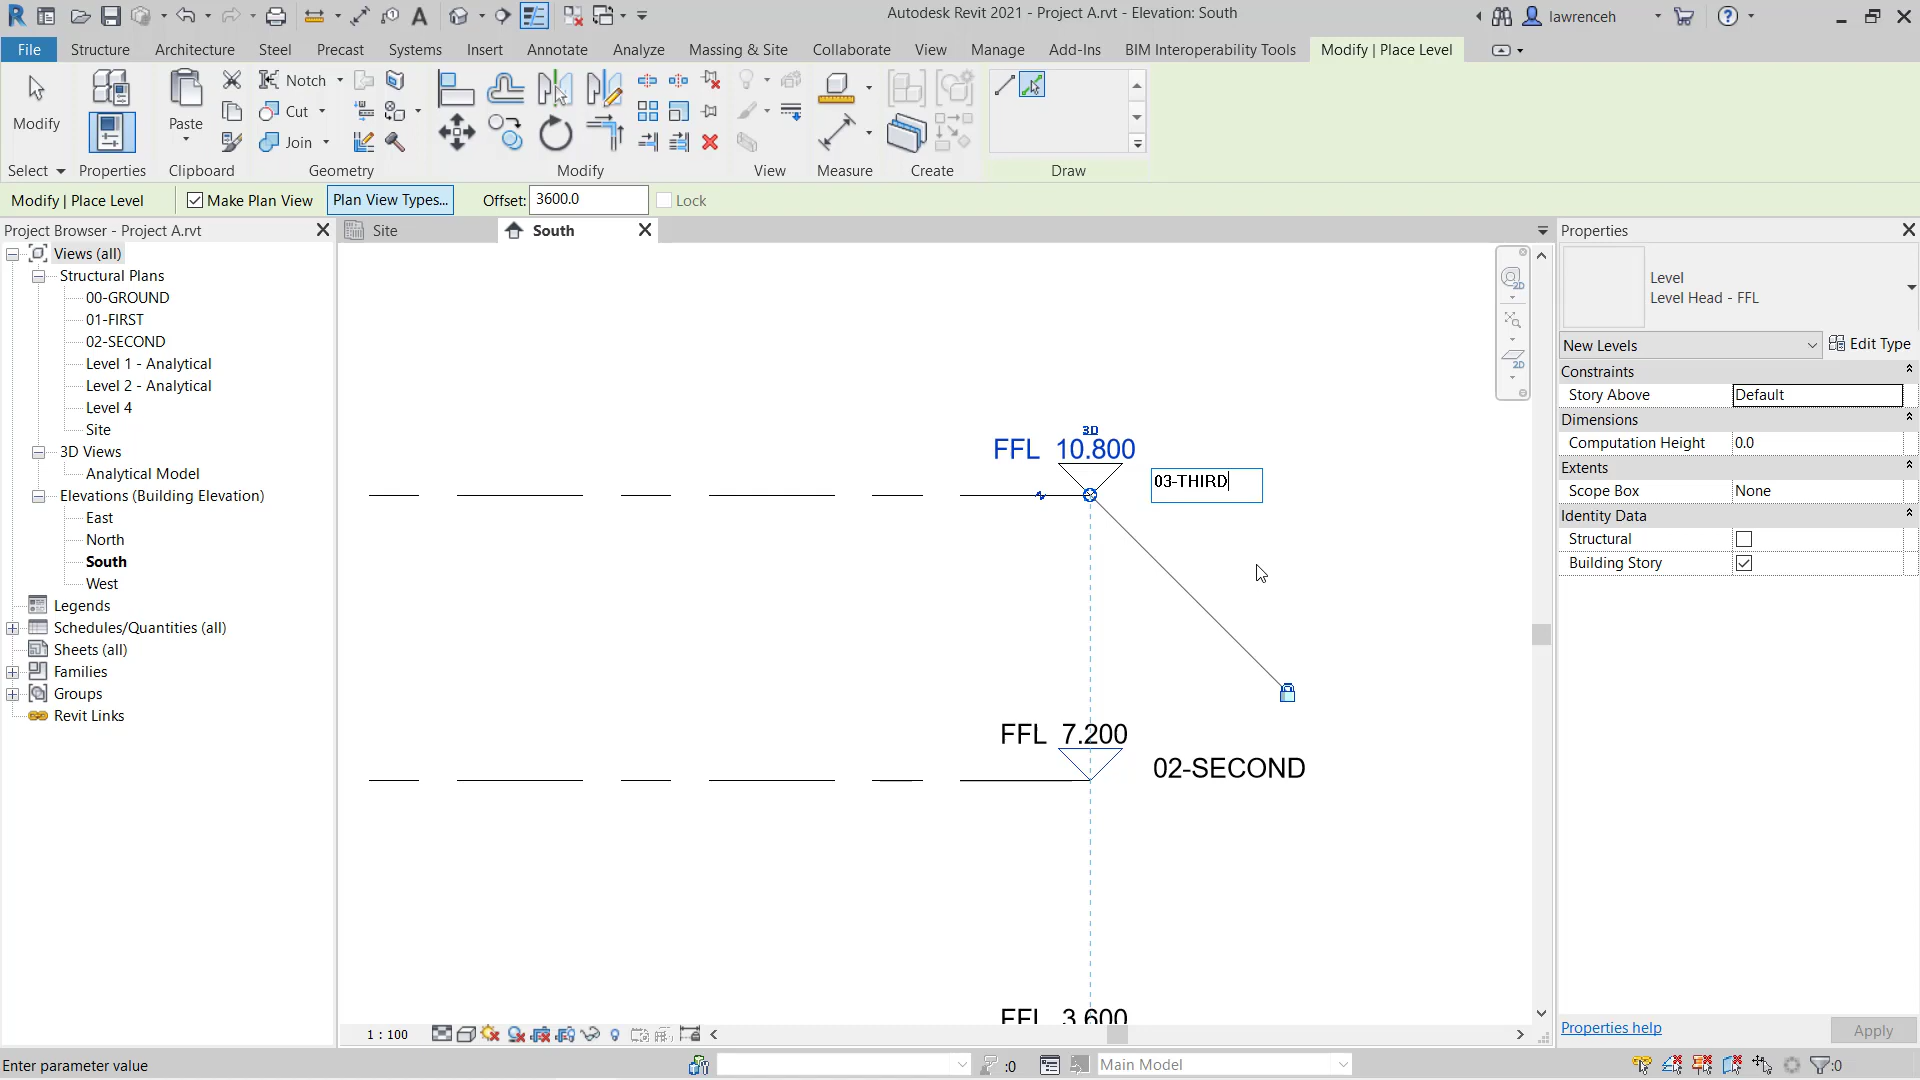 Autodesk Revit 2021 - Project A.rvt - Elevation: South
lawrenceh
File Structure Architecture Steel Precast Systems Insert Annotate Analyze Massing & Site Collaborate View Manage Add-Ins BIM Interoperability Tools Modify | Place Level
Modify
Paste
Notch
Cut
Join
Select Properties Clipboard Geometry Modify View Measure Create Draw
Modify | Place Level Make Plan View Plan View Types... Offset: 3600.0 Lock
Project Browser - Project A.rvt
Site
South
Properties
Views (all)
Structural Plans
00-GROUND
01-FIRST
02-SECOND
Level 1 - Analytical
Level 2 - Analytical
Level 4
Site
3D Views
Analytical Model
Elevations (Building Elevation)
East
North
South
West
Legends
Schedules/Quantities (all)
Sheets (all)
Families
Groups
Revit Links
2D
2D
3D
FFL 10.800
03-THIRD
FFL 7.200
02-SECOND
FFL 3.600
Level
Level Head - FFL
New Levels
Edit Type
Constraints
Story Above Default
Dimensions
Computation Height 0.0
Extents
Scope Box None
Identity Data
Structural
Building Story
Properties help
Apply
1 : 100
Enter parameter value
:0
Main Model
:0